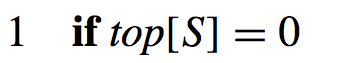 1 if top[S] = 0